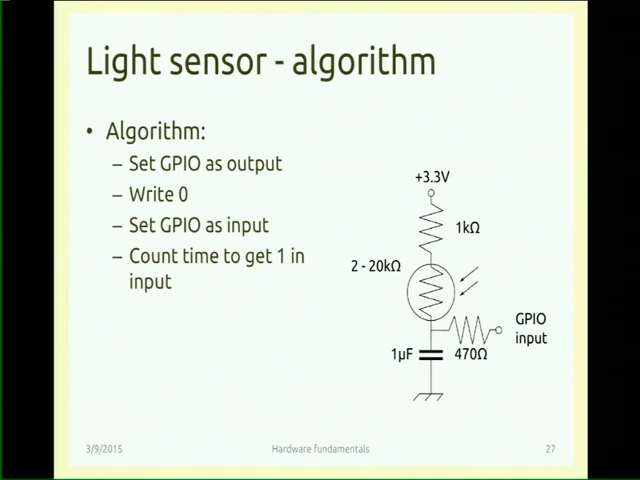 Light sensor - algorithm
• Algorithm:
– Set GPIO as output
– Write 0
– Set GPIO as input
– Count time to get 1 in
input
+3.3V
1kΩ
2 - 20kΩ
GPIO
input
1µF
470Ω
3/9/2015
Hardware fundamentals
27